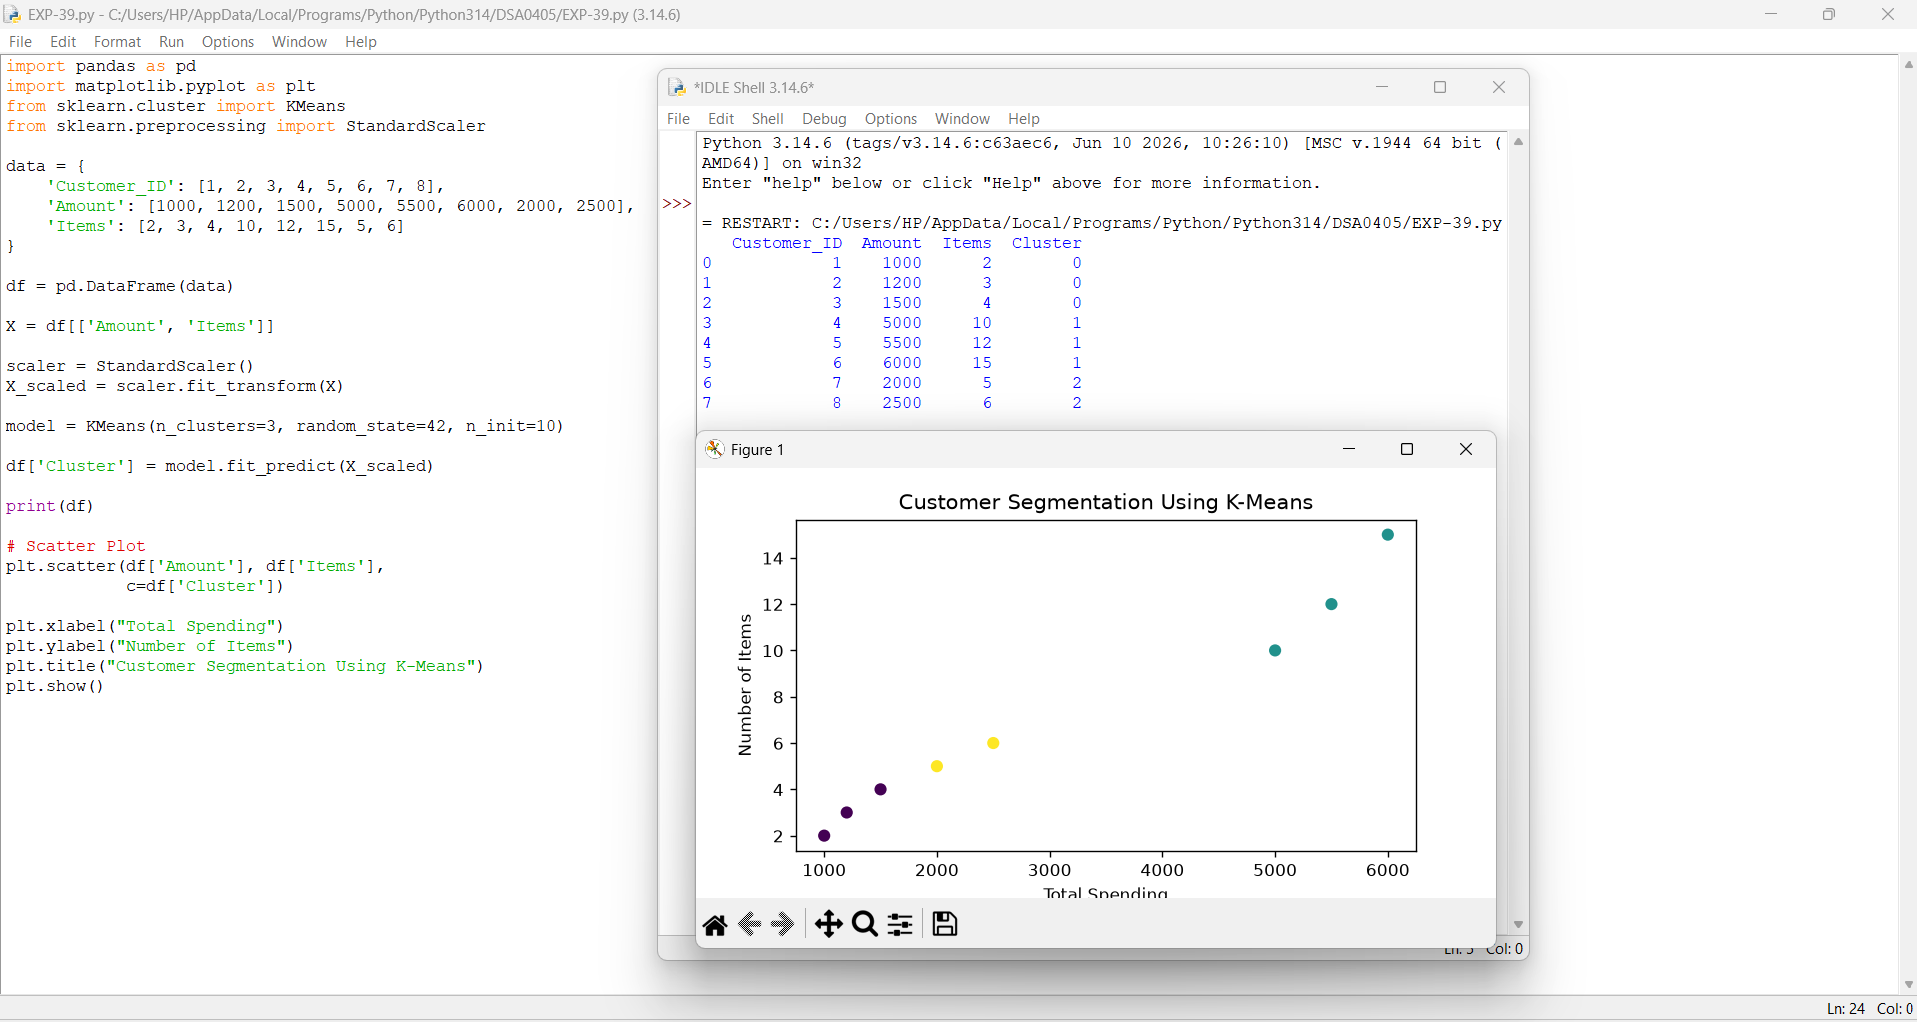 EXP-39.py - C:/Users/HP/AppData/Local/Programs/Python/Python314/DSA0405/EXP-39.py (3.14.6)
File Edit Format Run Options Window Help
import pandas as pd
import matplotlib.pyplot as plt
from sklearn.cluster import KMeans
from sklearn.preprocessing import StandardScaler
data = {
    'Customer_ID': [1, 2, 3, 4, 5, 6, 7, 8],
    'Amount': [1000, 1200, 1500, 5000, 5500, 6000, 2000, 2500],
    'Items': [2, 3, 4, 10, 12, 15, 5, 6]
}
df = pd.DataFrame(data)
X = df[['Amount', 'Items']]
scaler = StandardScaler()
X_scaled = scaler.fit_transform(X)
model = KMeans(n_clusters=3, random_state=42, n_init=10)
df['Cluster'] = model.fit_predict(X_scaled)
print(df)
# Scatter Plot
plt.scatter(df['Amount'], df['Items'],
            c=df['Cluster'])
plt.xlabel("Total Spending")
plt.ylabel("Number of Items")
plt.title("Customer Segmentation Using K-Means")
plt.show()
*IDLE Shell 3.14.6*
File Edit Shell Debug Options Window Help
Python 3.14.6 (tags/v3.14.6:c63aec6, Jun 10 2026, 10:26:10) [MSC v.1944 64 bit (
AMD64)] on win32
Enter "help" below or click "Help" above for more information.
>>>
= RESTART: C:/Users/HP/AppData/Local/Programs/Python/Python314/DSA0405/EXP-39.py
   Customer_ID  Amount  Items  Cluster
0            1    1000      2        0
1            2    1200      3        0
2            3    1500      4        0
3            4    5000     10        1
4            5    5500     12        1
5            6    6000     15        1
6            7    2000      5        2
7            8    2500      6        2
Figure 1
Customer Segmentation Using K-Means
14
12
10
8
6
4
2
Number of Items
1000 2000 3000 4000 5000 6000
Total Spending
Ln: 5 Col: 0
Ln: 24 Col: 0